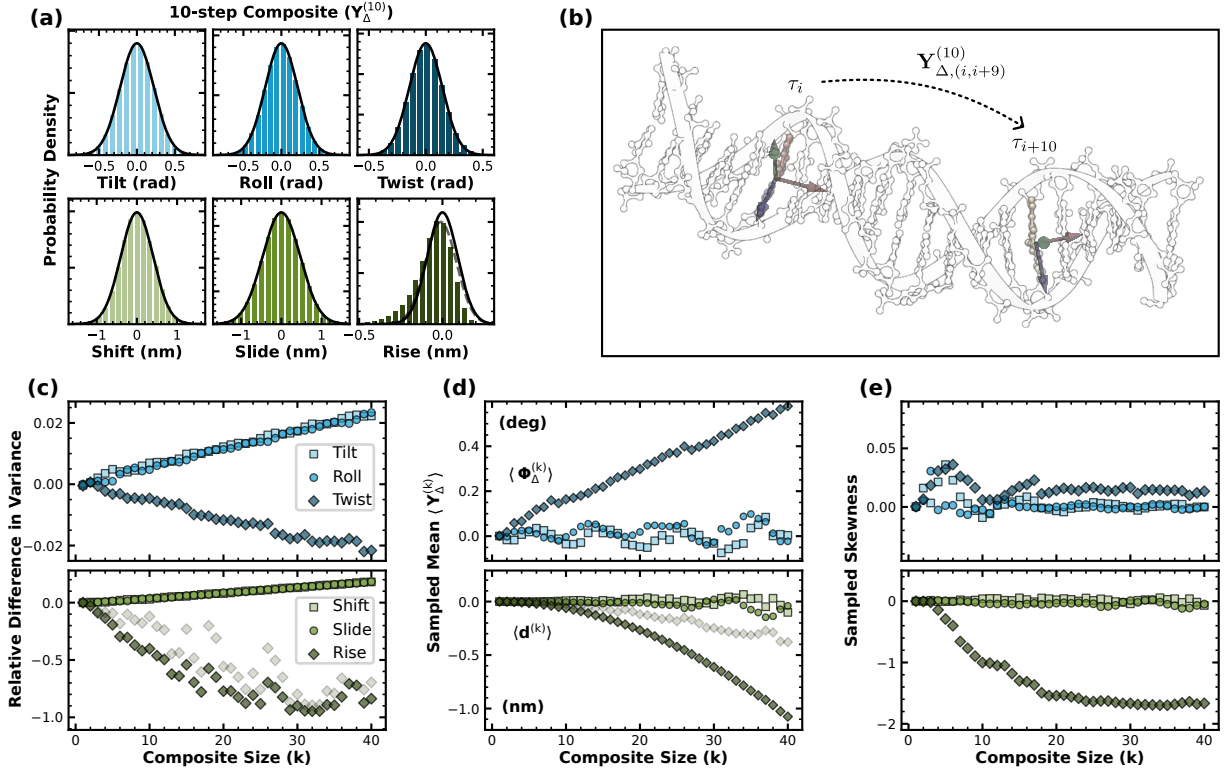 (a)
10-step Composite (Y_Δ^(10))
Probability Density
−0.5 0.0 0.5
Tilt (rad)
−0.5 0.0 0.5
Roll (rad)
−0.5 0.0 0.5
Twist (rad)
−1 0 1
Shift (nm)
−1 0 1
Slide (nm)
−0.5 0.0
Rise (nm)
(b)
Y_Δ,(i,i+9)^(10)
τ_i
τ_i+10
(c)
Relative Difference in Variance
0.02
0.00
−0.02
Tilt
Roll
Twist
0.0
−0.5
−1.0
Shift
Slide
Rise
0 10 20 30 40
Composite Size (k)
(d)
Sampled Mean ⟨Y_Δ^(k)⟩
(deg)
⟨Φ_Δ^(k)⟩
0.4
0.2
0.0
0.0
−0.5
−1.0
⟨d^(k)⟩
(nm)
0 10 20 30 40
Composite Size (k)
(e)
Sampled Skewness
0.05
0.00
0
−1
−2
0 10 20 30 40
Composite Size (k)